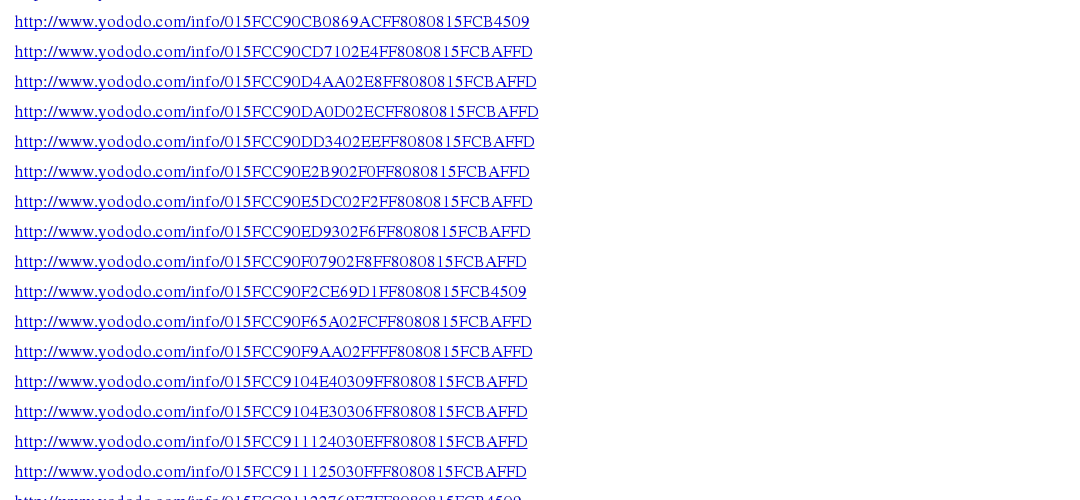 http://www.yododo.com/info/015FCC90CB0869ACFF8080815FCB4509
http://www.yododo.com/info/015FCC90CD7102E4FF8080815FCBAFFD
http://www.yododo.com/info/015FCC90D4AA02E8FF8080815FCBAFFD
http://www.yododo.com/info/015FCC90DA0D02ECFF8080815FCBAFFD
http://www.yododo.com/info/015FCC90DD3402EEFF8080815FCBAFFD
http://www.yododo.com/info/015FCC90E2B902F0FF8080815FCBAFFD
http://www.yododo.com/info/015FCC90E5DC02F2FF8080815FCBAFFD
http://www.yododo.com/info/015FCC90ED9302F6FF8080815FCBAFFD
http://www.yododo.com/info/015FCC90F07902F8FF8080815FCBAFFD
http://www.yododo.com/info/015FCC90F2CE69D1FF8080815FCB4509
http://www.yododo.com/info/015FCC90F65A02FCFF8080815FCBAFFD
http://www.yododo.com/info/015FCC90F9AA02FFFF8080815FCBAFFD
http://www.yododo.com/info/015FCC9104E40309FF8080815FCBAFFD
http://www.yododo.com/info/015FCC9104E30306FF8080815FCBAFFD
http://www.yododo.com/info/015FCC911124030EFF8080815FCBAFFD
http://www.yododo.com/info/015FCC911125030FFF8080815FCBAFFD